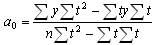 a₀ = (∑y∑t² − ∑ty∑t) / (n∑t² − ∑t∑t)